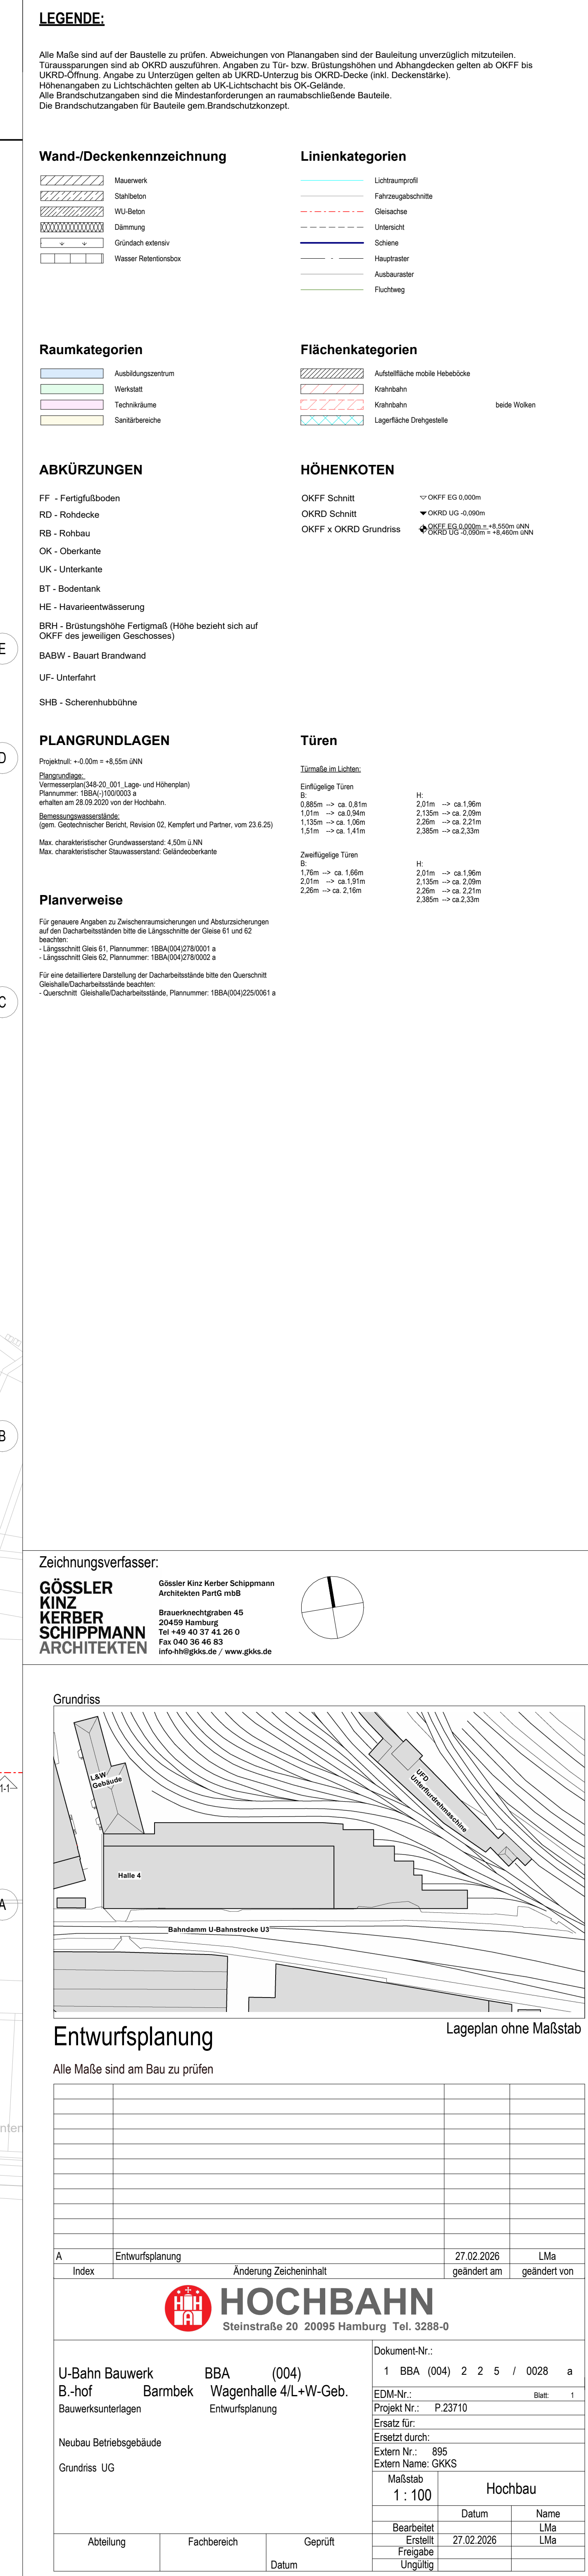 LEGENDE:
Alle Maße sind auf der Baustelle zu prüfen. Abweichungen von Planangaben sind der Bauleitung unverzüglich mitzuteilen.
Türaussparungen sind ab OKRD auszuführen. Angaben zu Tür- bzw. Brüstungshöhen und Abhangdecken gelten ab OKFF bis
UKRD-Öffnung. Angabe zu Unterzügen gelten ab UKRD-Unterzug bis OKRD-Decke (inkl. Deckenstärke).
Höhenangaben zu Lichtschächten gelten ab UK-Lichtschacht bis OK-Gelände.
Alle Brandschutzangaben sind die Mindestanforderungen an raumabschließende Bauteile.
Die Brandschutzangaben für Bauteile gem.Brandschutzkonzept.
Wand-/Deckenkennzeichnung
Mauerwerk
Stahlbeton
WU-Beton
Dämmung
Gründach extensiv
Wasser Retentionsbox
Linienkategorien
Lichtraumprofil
Fahrzeugabschnitte
Gleisachse
Untersicht
Schiene
Hauptraster
Ausbauraster
Fluchtweg
Raumkategorien
Ausbildungszentrum
Werkstatt
Technikräume
Sanitärbereiche
Flächenkategorien
Aufstellfläche mobile Hebeböcke
Krahnbahn
Krahnbahn beide Wolken
Lagerfläche Drehgestelle
ABKÜRZUNGEN
FF - Fertigfußboden
RD - Rohdecke
RB - Rohbau
OK - Oberkante
UK - Unterkante
BT - Bodentank
HE - Havarieentwässerung
BRH - Brüstungshöhe Fertigmaß (Höhe bezieht sich auf
OKFF des jeweiligen Geschosses)
BABW - Bauart Brandwand
UF- Unterfahrt
SHB - Scherenhubbühne
HÖHENKOTEN
OKFF Schnitt OKFF EG 0,000m
OKRD Schnitt OKRD UG -0,090m
OKFF x OKRD Grundriss OKFF EG 0,000m = +8,550m üNN
OKRD UG -0,090m = +8,460m üNN
PLANGRUNDLAGEN
Projektnull: +-0.00m = +8,55m üNN
Plangrundlage:
Vermesserplan(348-20_001_Lage- und Höhenplan)
Plannummer: 1BBA(-)100/0003 a
erhalten am 28.09.2020 von der Hochbahn.
Bemessungswasserstände:
(gem. Geotechnischer Bericht, Revision 02, Kempfert und Partner, vom 23.6.25)
Max. charakteristischer Grundwasserstand: 4,50m ü.NN
Max. charakteristischer Stauwasserstand: Geländeoberkante
Türen
Türmaße im Lichten:
Einflügelige Türen
B: H:
0,885m --> ca. 0,81m 2,01m --> ca.1,96m
1,01m --> ca.0,94m 2,135m --> ca. 2,09m
1,135m --> ca. 1,06m 2,26m --> ca. 2,21m
1,51m --> ca. 1,41m 2,385m --> ca.2,33m
Zweiflügelige Türen
B: H:
1,76m --> ca. 1,66m 2,01m --> ca.1,96m
2,01m --> ca.1,91m 2,135m --> ca. 2,09m
2,26m --> ca. 2,16m 2,26m --> ca. 2,21m
2,385m --> ca.2,33m
Planverweise
Für genauere Angaben zu Zwischenraumsicherungen und Absturzsicherungen
auf den Dacharbeitsständen bitte die Längsschnitte der Gleise 61 und 62
beachten:
- Längsschnitt Gleis 61, Plannummer: 1BBA(004)278/0001 a
- Längsschnitt Gleis 62, Plannummer: 1BBA(004)278/0002 a
Für eine detailliertere Darstellung der Dacharbeitsstände bitte den Querschnitt
Gleishalle/Dacharbeitsstände beachten:
- Querschnitt Gleishalle/Dacharbeitsstände, Plannummer: 1BBA(004)225/0061 a
E
D
C
B
1-1
A
nter
Zeichnungsverfasser:
GÖSSLER
KINZ
KERBER
SCHIPPMANN
ARCHITEKTEN
Gössler Kinz Kerber Schippmann
Architekten PartG mbB
Brauerknechtgraben 45
20459 Hamburg
Tel +49 40 37 41 26 0
Fax 040 36 46 83
info-hh@gkks.de / www.gkks.de
Grundriss
L&W
Gebäude
UFD
Unterflurdrehmaschine
Halle 4
Bahndamm U-Bahnstrecke U3
Entwurfsplanung
Lageplan ohne Maßstab
Alle Maße sind am Bau zu prüfen
A Entwurfsplanung 27.02.2026 LMa
Index Änderung Zeicheninhalt geändert am geändert von
HOCHBAHN
Steinstraße 20 20095 Hamburg Tel. 3288-0
U-Bahn Bauwerk BBA (004)
B.-hof Barmbek Wagenhalle 4/L+W-Geb.
Bauwerksunterlagen Entwurfsplanung
Neubau Betriebsgebäude
Grundriss UG
Dokument-Nr.:
1 BBA (004) 2 2 5 / 0028 a
EDM-Nr.: Blatt: 1
Projekt Nr.: P.23710
Ersatz für:
Ersetzt durch:
Extern Nr.: 895
Extern Name: GKKS
Maßstab
1 : 100
Hochbau
Datum Name
Bearbeitet LMa
Erstellt 27.02.2026 LMa
Freigabe
Ungültig
Abteilung Fachbereich Geprüft
Datum